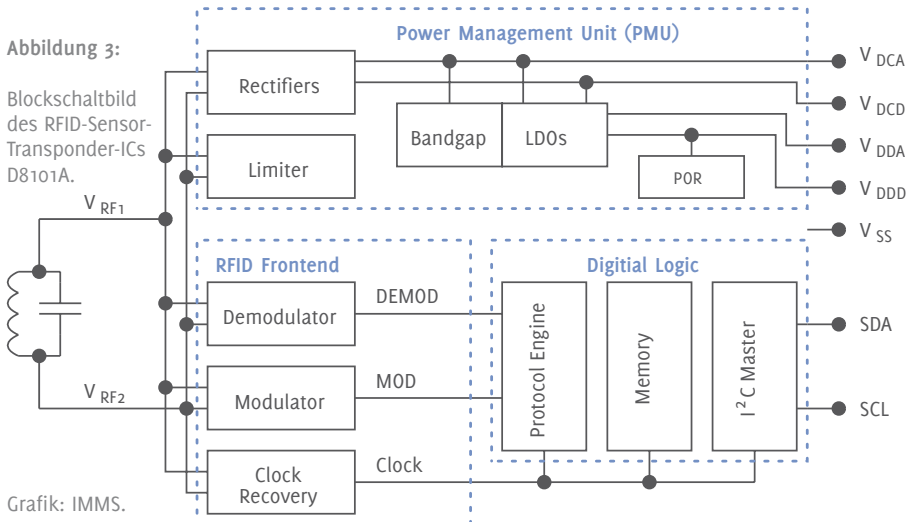 Abbildung 3:
Blockschaltbild
des RFID-Sensor-
Transponder-ICs
D8101A.
Power Management Unit (PMU)
Rectifiers
Limiter
Bandgap
LDOs
POR
V DCA
V DCD
V DDA
V DDD
V SS
V RF1
V RF2
RFID Frontend
Demodulator
DEMOD
Modulator
MOD
Clock
Recovery
Clock
Digitial Logic
Protocol Engine
Memory
I²C Master
SDA
SCL
Grafik: IMMS.